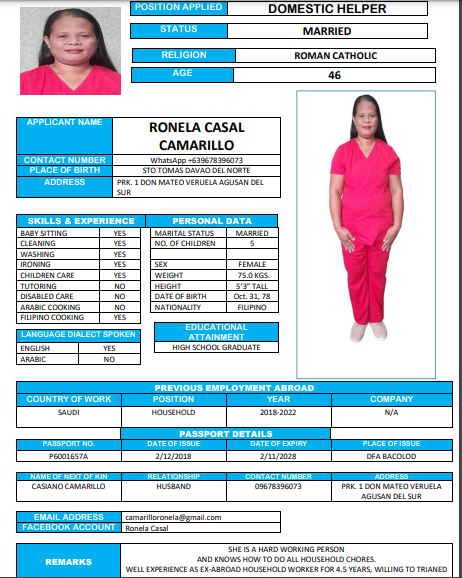 POSITION APPLIED DOMESTIC HELPER
STATUS MARRIED
RELIGION ROMAN CATHOLIC
AGE 46
APPLICANT NAME RONELA CASAL
CAMARILLO
CONTACT NUMBER WhatsApp +639678396073
PLACE OF BIRTH STO TOMAS DAVAO DEL NORTE
ADDRESS PRK. 1 DON MATEO VERUELA AGUSAN DEL
SUR
SKILLS & EXPERIENCE PERSONAL DATA
BABY SITTING YES MARITAL STATUS MARRIED
CLEANING YES NO. OF CHILDREN 5
WASHING YES
IRONING YES SEX FEMALE
CHILDREN CARE YES WEIGHT 75.0 KGS.
TUTORING NO HEIGHT 5'3" TALL
DISABLED CARE NO DATE OF BIRTH Oct. 31, 78
ARABIC COOKING NO NATIONALITY FILIPINO
FILIPINO COOKING YES
LANGUAGE DIALECT SPOKEN
ENGLISH YES
ARABIC NO
EDUCATIONAL
ATTAINMENT
HIGH SCHOOL GRADUATE
PREVIOUS EMPLOYMENT ABROAD
COUNTRY OF WORK POSITION YEAR COMPANY
SAUDI HOUSEHOLD 2018-2022 N/A
PASSPORT DETAILS
PASSPORT NO. DATE OF ISSUE DATE OF EXPIRY PLACE OF ISSUE
P6001657A 2/12/2018 2/11/2028 DFA BACOLOD
NAME OF NEXT OF KIN RELATIONSHIP CONTACT NUMBER ADDRESS
CASIANO CAMARILLO HUSBAND 09678396073 PRK. 1 DON MATEO VERUELA
AGUSAN DEL SUR
EMAIL ADDRESS camarilloronela@gmail.com
FACEBOOK ACCOUNT Ronela Casal
REMARKS SHE IS A HARD WORKING PERSON
AND KNOWS HOW TO DO ALL HOUSEHOLD CHORES.
WELL EXPERIENCE AS EX-ABROAD HOUSEHOLD WORKER FOR 4.5 YEARS, WILLING TO TRIANED